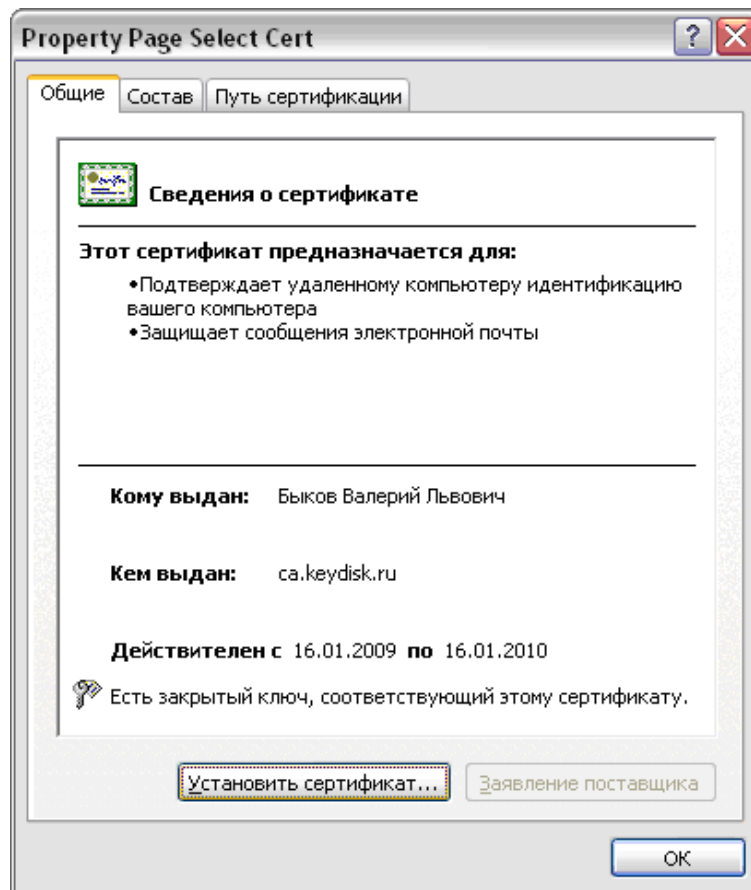 Property Page Select Cert
Общие
Состав
Путь сертификации
Сведения о сертификате
Этот сертификат предназначается для:
•Подтверждает удаленному компьютеру идентификацию
вашего компьютера
•Защищает сообщения электронной почты
Кому выдан: Быков Валерий Львович
Кем выдан: ca.keydisk.ru
Действителен с 16.01.2009 по 16.01.2010
Есть закрытый ключ, соответствующий этому сертификату.
Установить сертификат...
Заявление поставщика
ОК